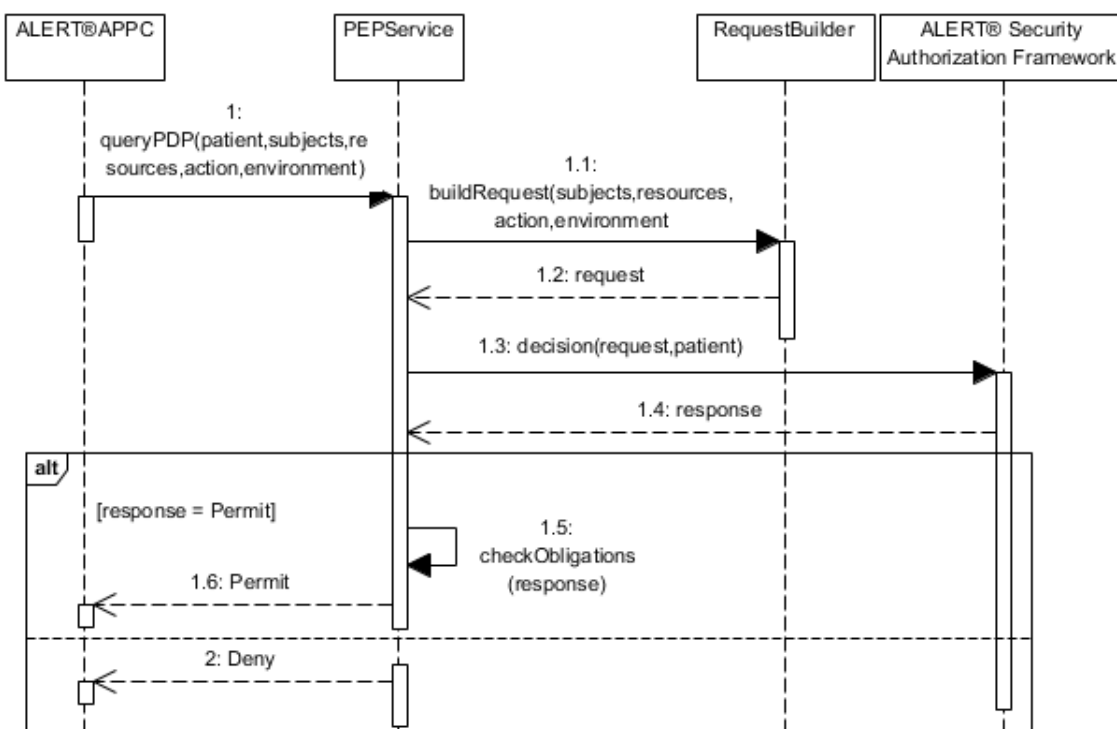 ALERT®APPC
PEPService
RequestBuilder
ALERT® Security
Authorization Framework
1:
queryPDP(patient,subjects,re
sources,action,environment)
1.1:
buildRequest(subjects,resources,
action,environment
1.2: request
1.3: decision(request,patient)
1.4: response
alt
[response = Permit]
1.5:
checkObligations
(response)
1.6: Permit
2: Deny